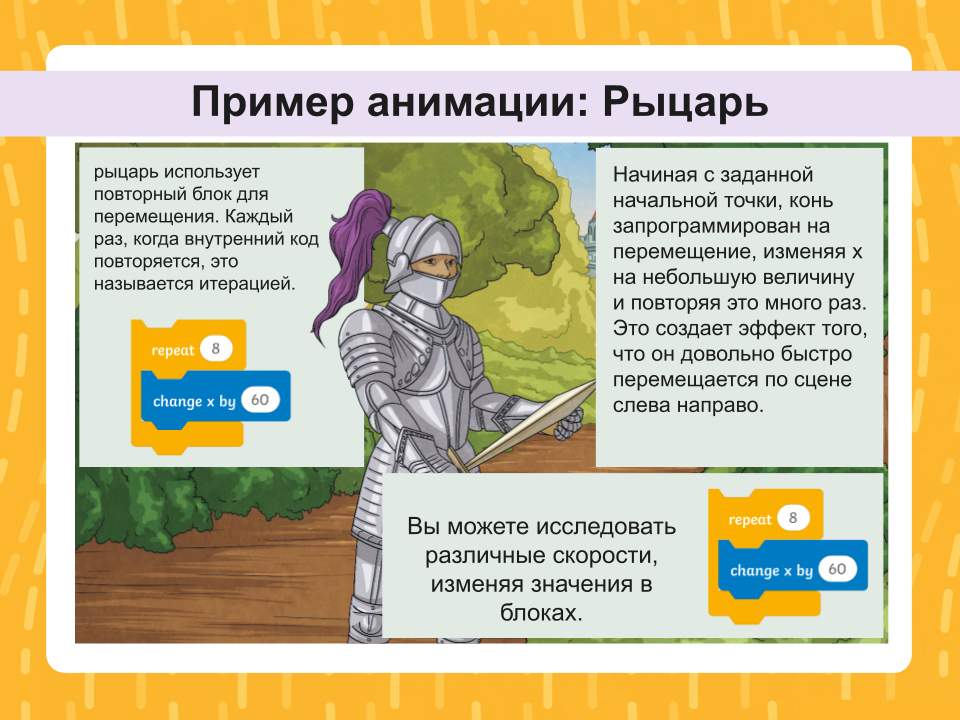 Пример анимации: Рыцарь
рыцарь использует
повторный блок для
перемещения. Каждый
раз, когда внутренний код
повторяется, это
называется итерацией.
repeat 8
change x by 60
Начиная с заданной
начальной точки, конь
запрограммирован на
перемещение, изменяя x
на небольшую величину
и повторяя это много раз.
Это создает эффект того,
что он довольно быстро
перемещается по сцене
слева направо.
Вы можете исследовать
различные скорости,
изменяя значения в
блоках.
repeat 8
change x by 60